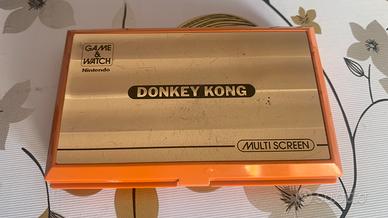 GAME
&
WATCH
Nintendo
DONKEY KONG
MULTI SCREEN